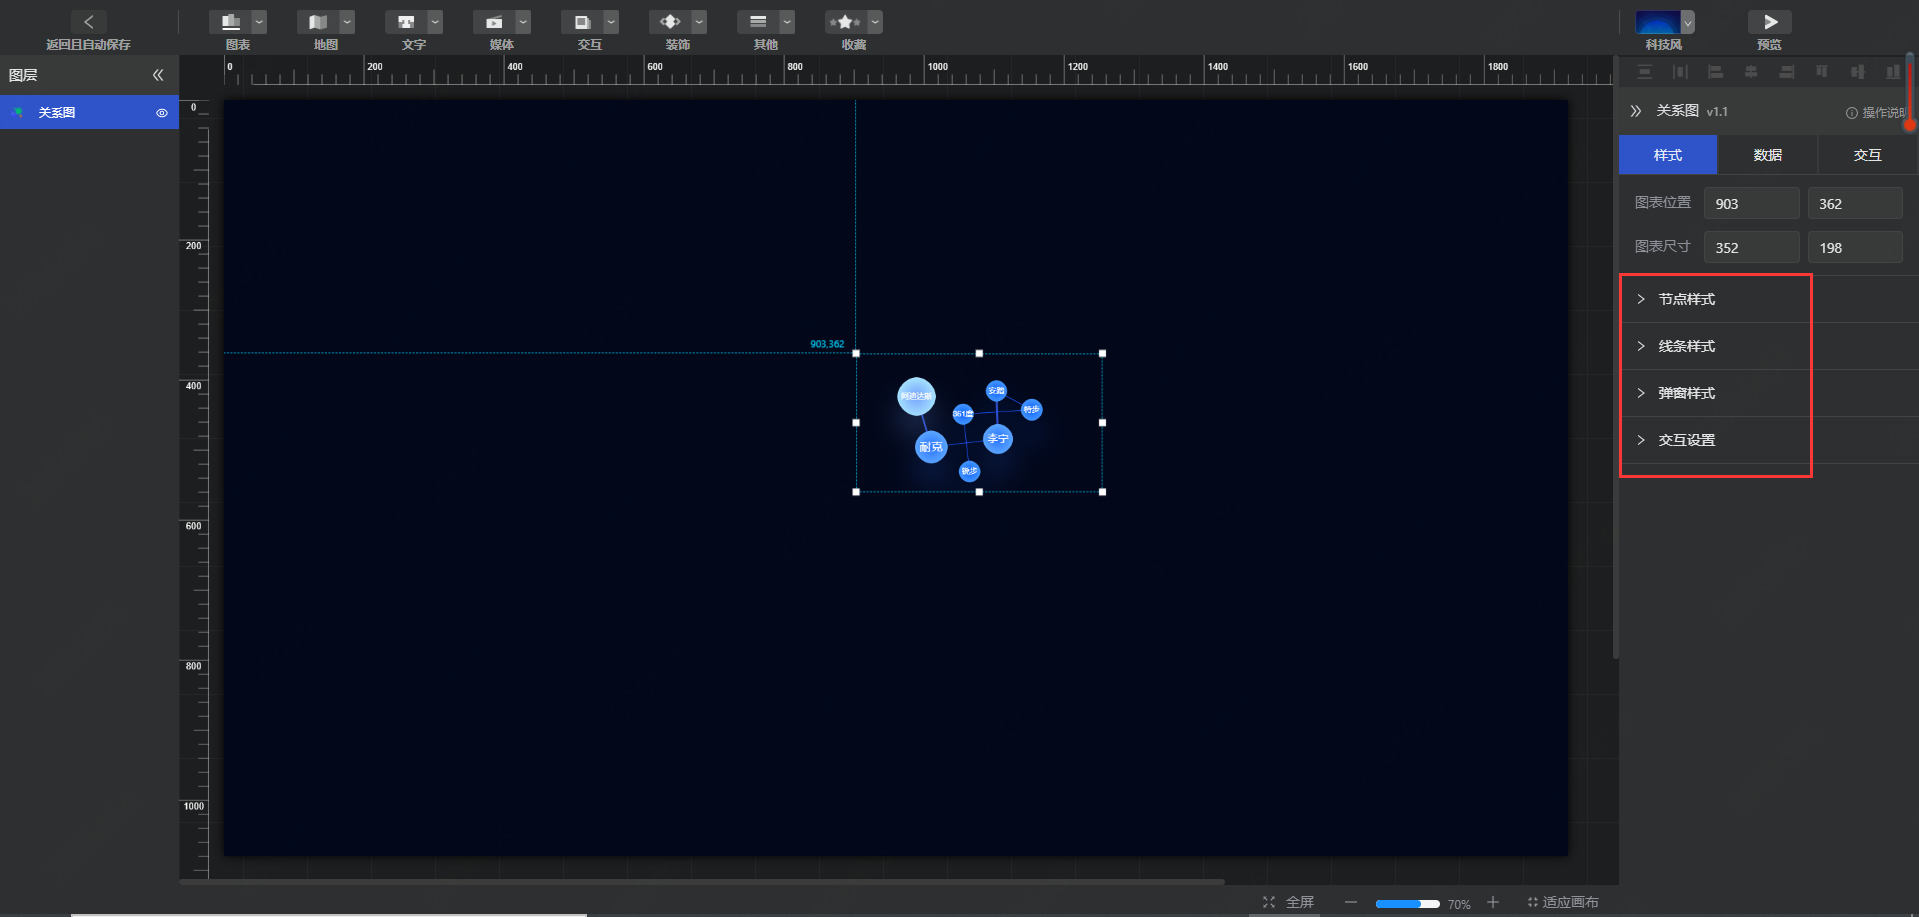 返回且自动保存
图表
地图
文字
媒体
交互
装饰
其他
收藏
科技风
预览
图层
关系图
0
200
400
600
800
1000
1200
1400
1600
1800
0
200
400
600
800
1000
903,362
阿迪达斯
安踏
361度
特步
耐克
李宁
锐步
关系图 v1.1
操作说明
样式
数据
交互
图表位置 903 362
图表尺寸 352 198
节点样式
线条样式
弹窗样式
交互设置
全屏
70%
适应画布